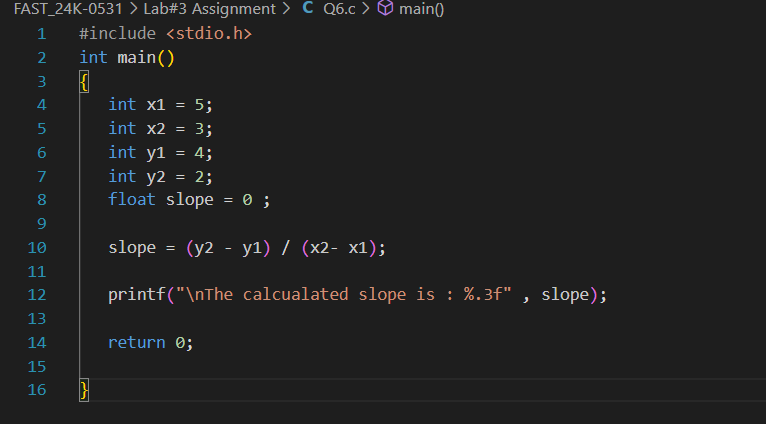 FAST_24K-0531 > Lab#3 Assignment > C Q6.c > main()
1 #include <stdio.h>
2 int main()
3 {
4 int x1 = 5;
5 int x2 = 3;
6 int y1 = 4;
7 int y2 = 2;
8 float slope = 0 ;
9
10 slope = (y2 - y1) / (x2- x1);
11
12 printf("\nThe calcualated slope is : %.3f" , slope);
13
14 return 0;
15
16 }